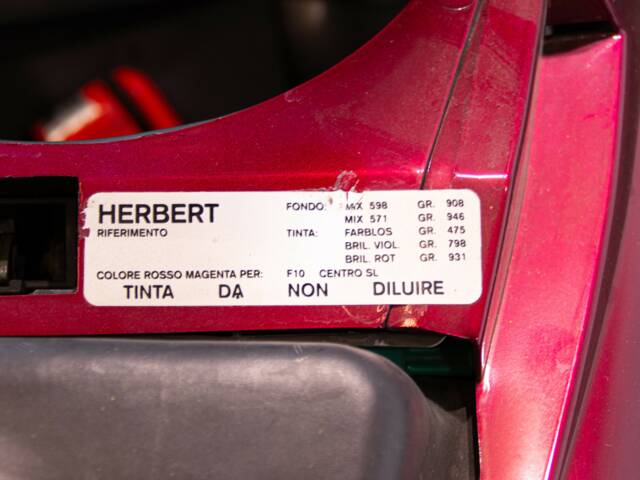 HERBERT
RIFERIMENTO
FONDO: MIX 598 GR. 908
MIX 571 GR. 946
TINTA: FARBLOS GR. 475
BRIL. VIOL. GR. 798
BRIL. ROT GR. 931
COLORE ROSSO MAGENTA PER: F10 CENTRO SL
TINTA DA NON DILUIRE